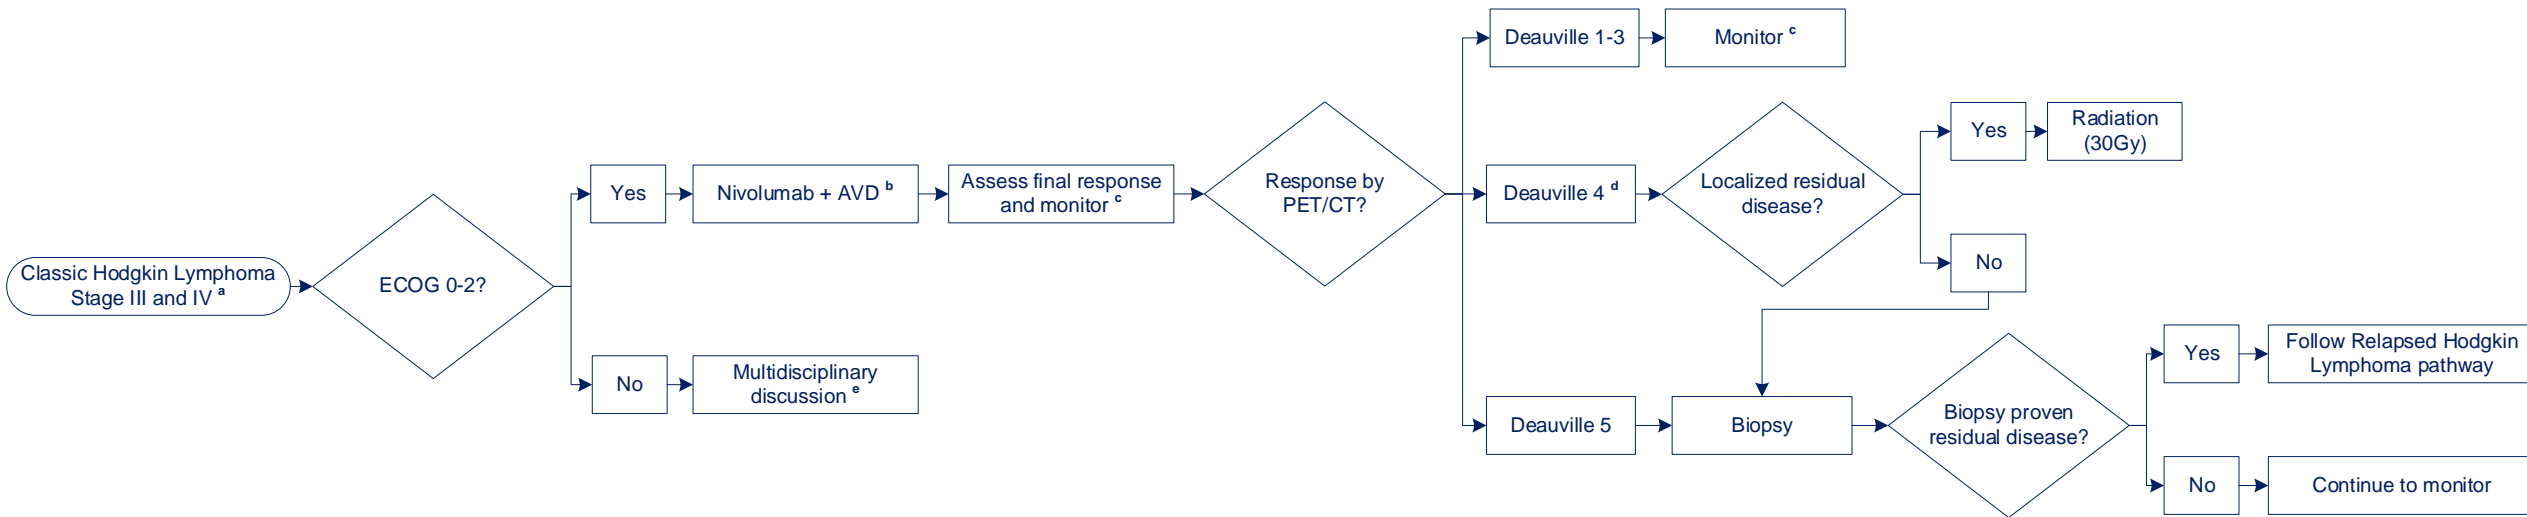 Classic Hodgkin Lymphoma
Stage III and IV a
ECOG 0-2?
Yes
Nivolumab + AVD b
Assess final response
and monitor c
No
Multidisciplinary
discussion e
Response by
PET/CT?
Deauville 1-3
Monitor c
Deauville 4 d
Localized residual
disease?
Yes
Radiation
(30Gy)
No
Deauville 5
Biopsy
Biopsy proven
residual disease?
Yes
Follow Relapsed Hodgkin
Lymphoma pathway
No
Continue to monitor